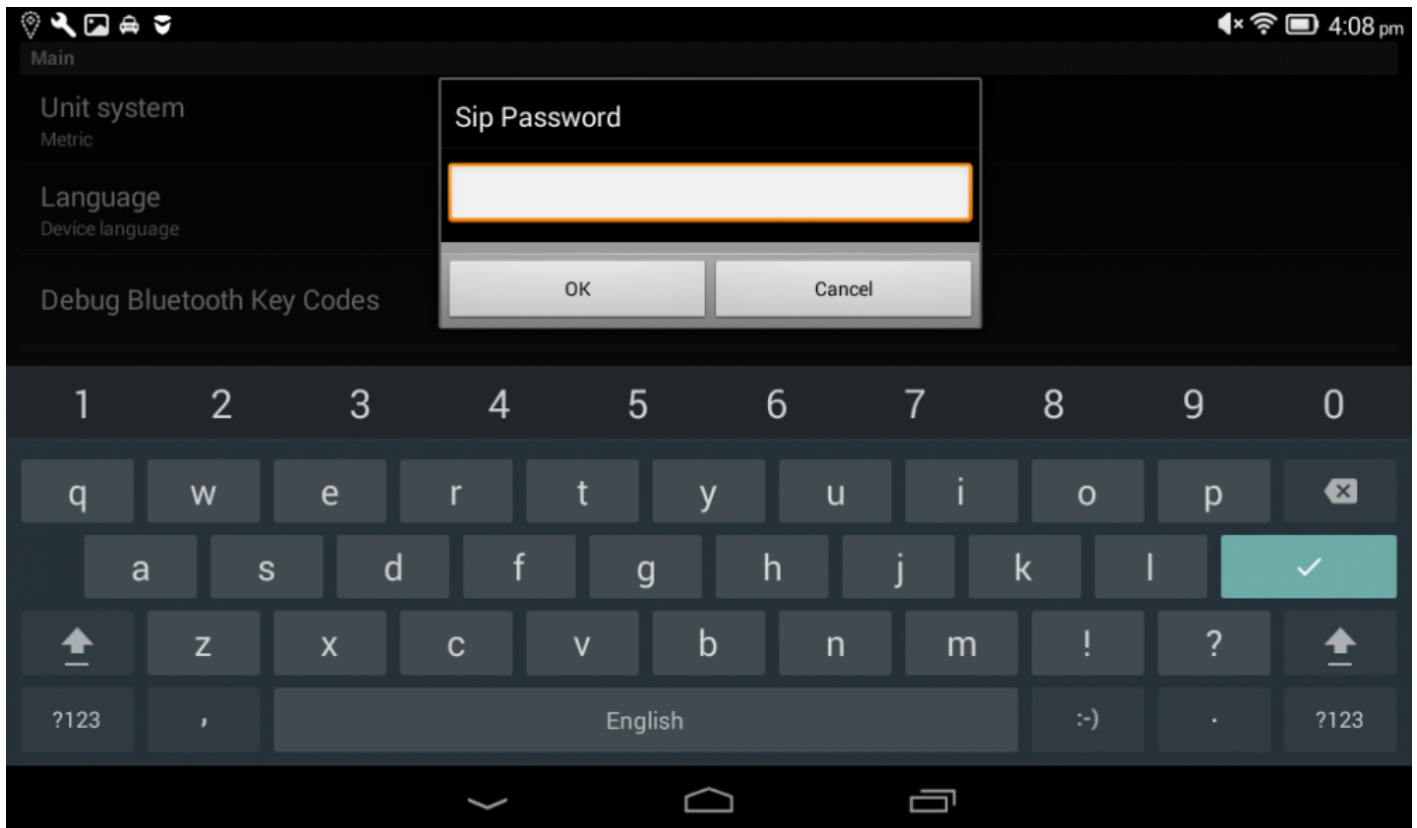 4:08 pm
Main
Unit system
Metric
Language
Device language
Debug Bluetooth Key Codes
Sip Password
OK Cancel
1 2 3 4 5 6 7 8 9 0
q w e r t y u i o p
a s d f g h j k l
z x c v b n m ! ?
?123 , English :-) . ?123